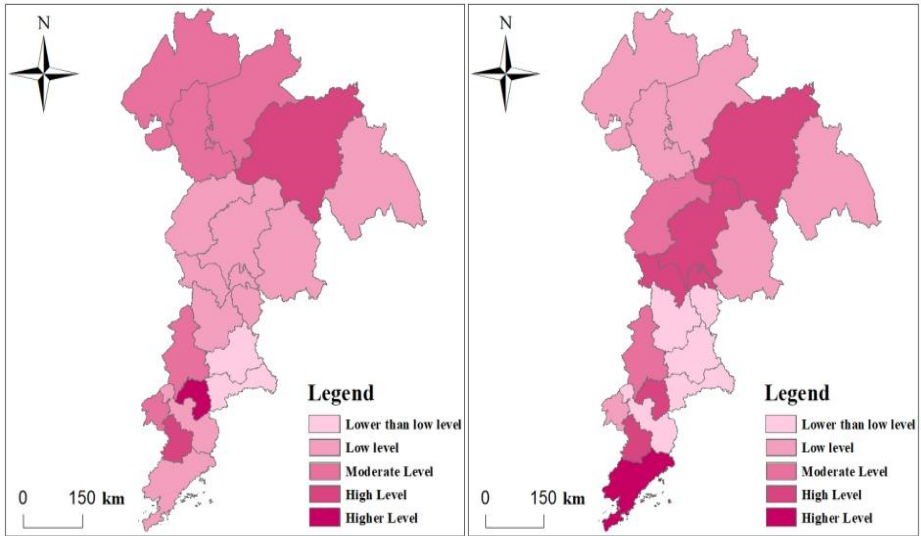 N
Legend
Lower than low level
Low level
Moderate Level
High Level
Higher Level
0 150 km
N
Legend
Lower than low level
Low level
Moderate Level
High Level
Higher Level
0 150 km